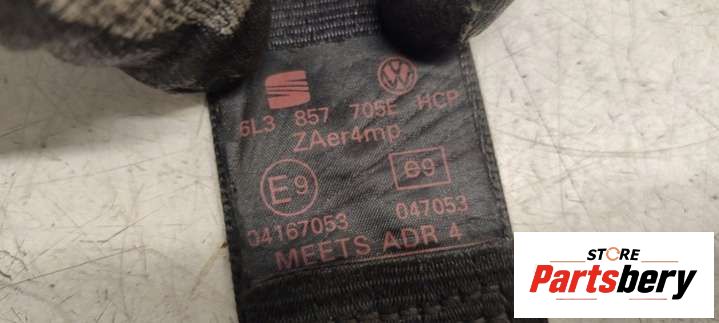 6L3 857 705E HCP
ZAer4mp
E9 e9
04167053 047053
MEETS ADR 4
STORE
Partsbery